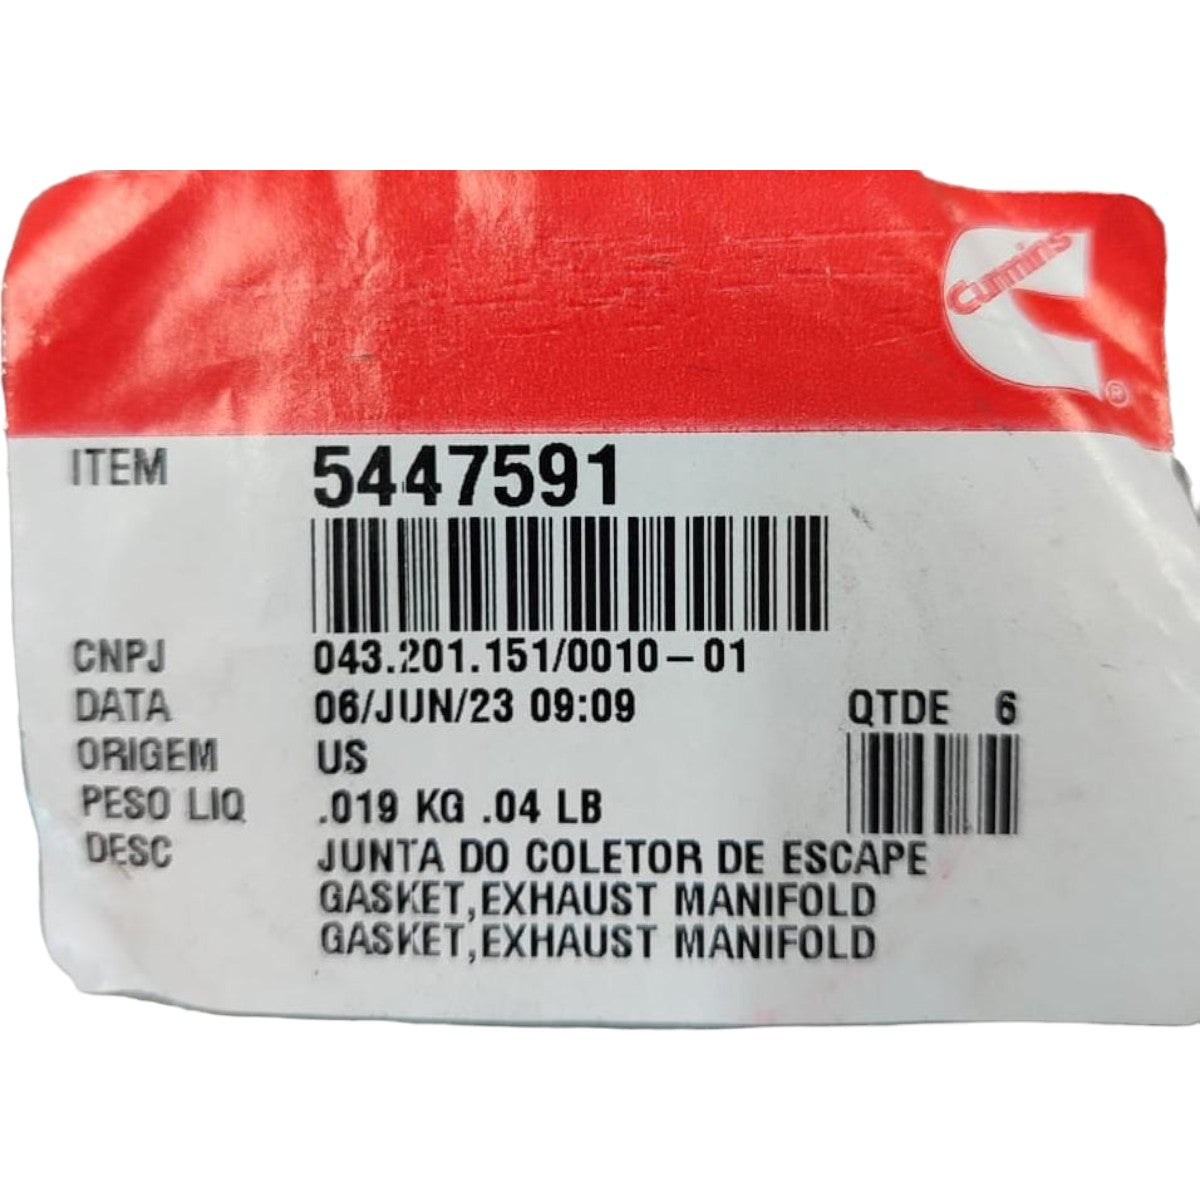 Cummins
®
ITEM 5447591
CNPJ 043.201.151/0010-01
DATA 06/JUN/23 09:09 QTDE 6
ORIGEM US
PESO LIQ .019 KG .04 LB
DESC JUNTA DO COLETOR DE ESCAPE
GASKET,EXHAUST MANIFOLD
GASKET,EXHAUST MANIFOLD